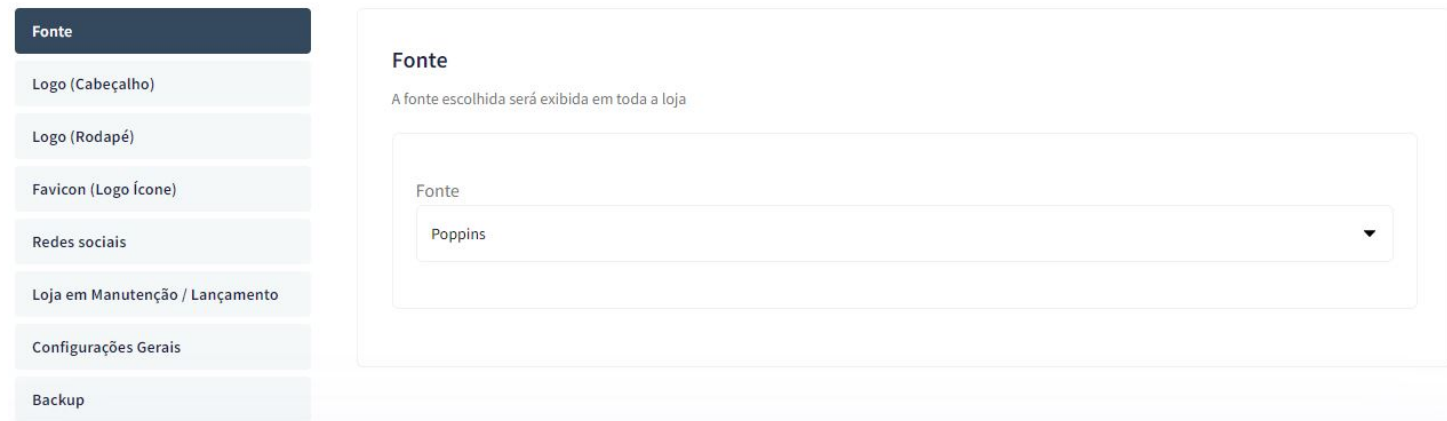 Fonte
Logo (Cabeçalho)
Logo (Rodapé)
Favicon (Logo Ícone)
Redes sociais
Loja em Manutenção / Lançamento
Configurações Gerais
Backup
Fonte
A fonte escolhida será exibida em toda a loja
Fonte
Poppins